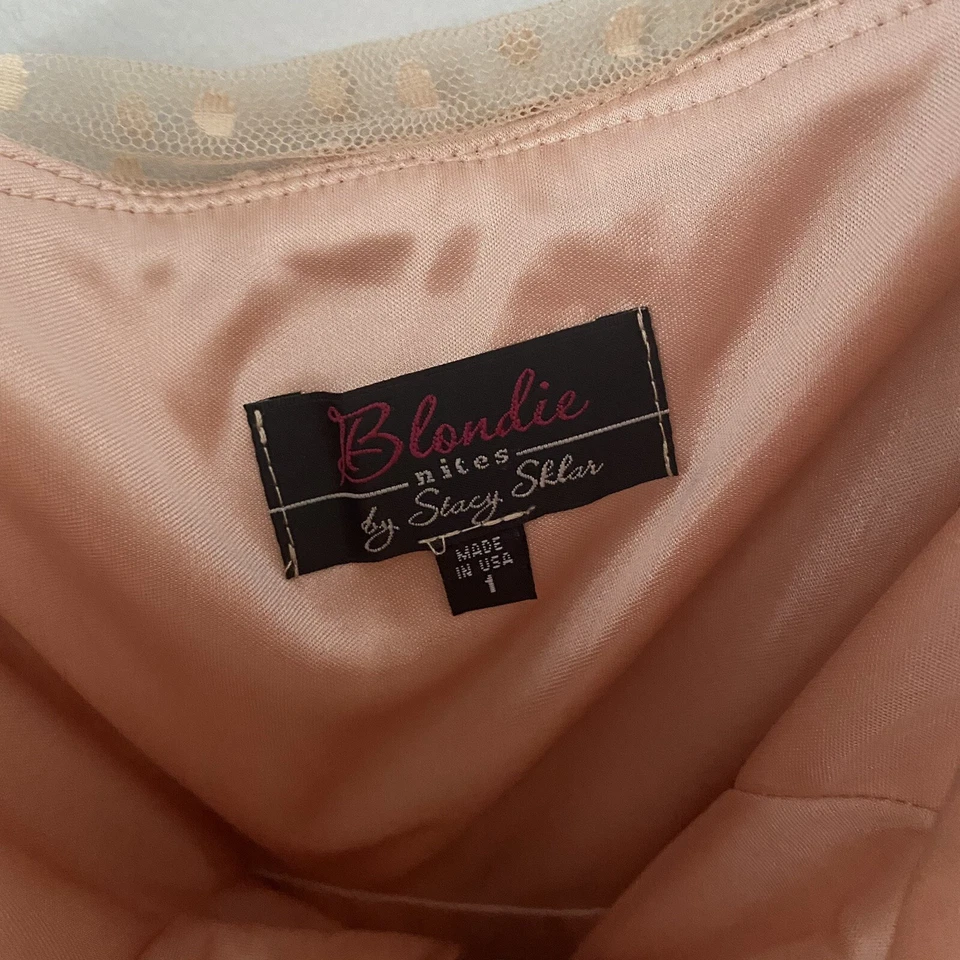 Blondie
nites
by Stacy Sklar
MADE
IN USA
1